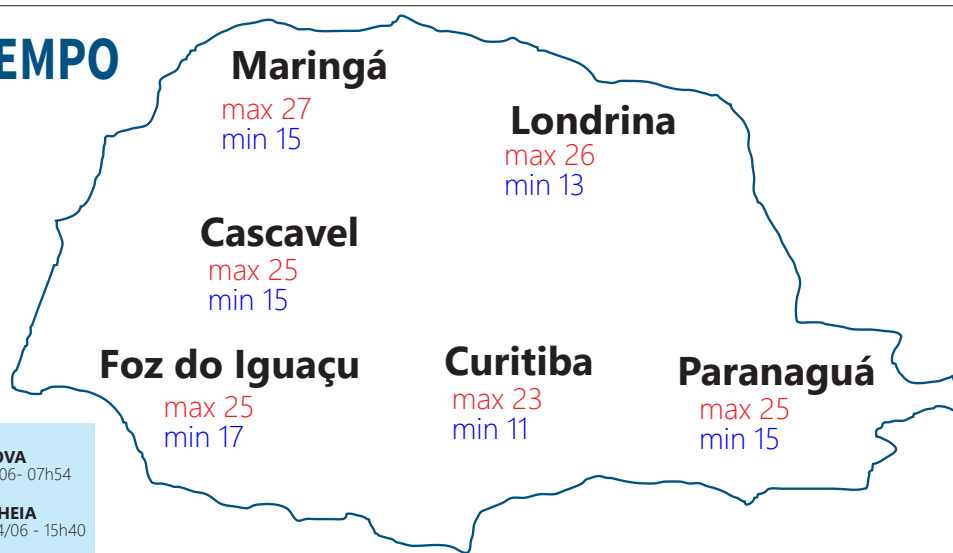 EMPO
Maringá
max 27
min 15
Londrina
max 26
min 13
Cascavel
max 25
min 15
Foz do Iguaçu
max 25
min 17
Curitiba
max 23
min 11
Paranaguá
max 25
min 15
OVA
06- 07h54
HEIA
4/06 - 15h40